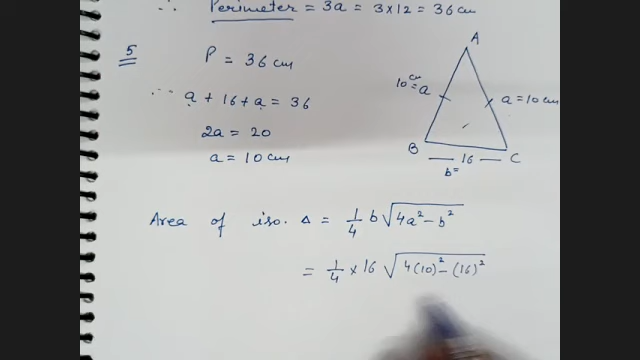 ∴ Perimeter = 3a = 3×12 = 36 cm
5
P = 36 cm
∴ a + 16 + a = 36
2a = 20
a = 10 cm
A
10 cm = a
a = 10 cm
B
16
C
b =
Area of iso. Δ = 1/4 b √(4a² − b²)
= 1/4 × 16 √(4(10)² − (16)²)